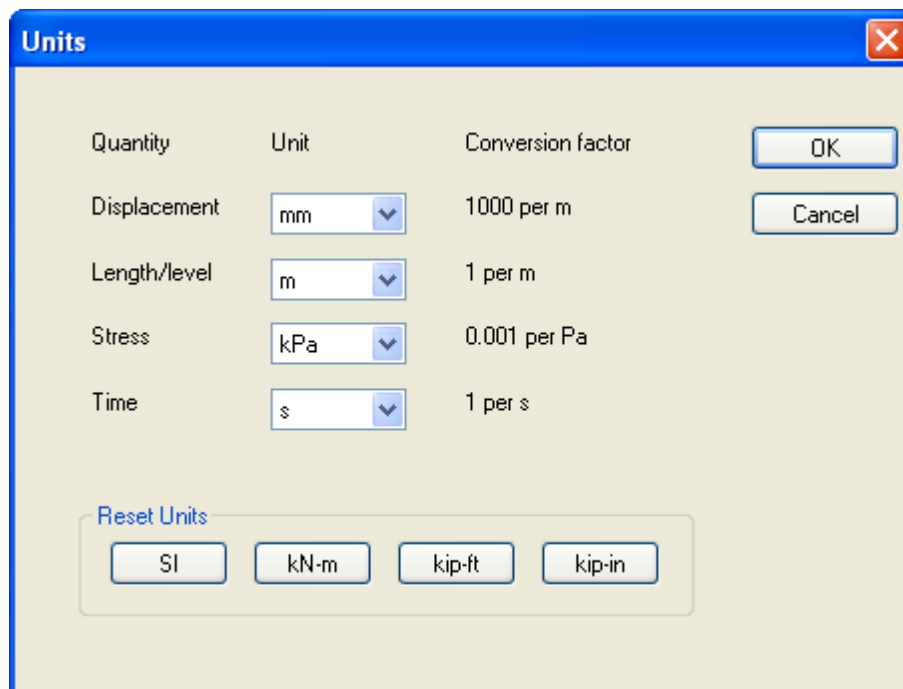 Units
Quantity Unit Conversion factor OK
Displacement mm 1000 per m Cancel
Length/level m 1 per m
Stress kPa 0.001 per Pa
Time s 1 per s
Reset Units
SI kN-m kip-ft kip-in